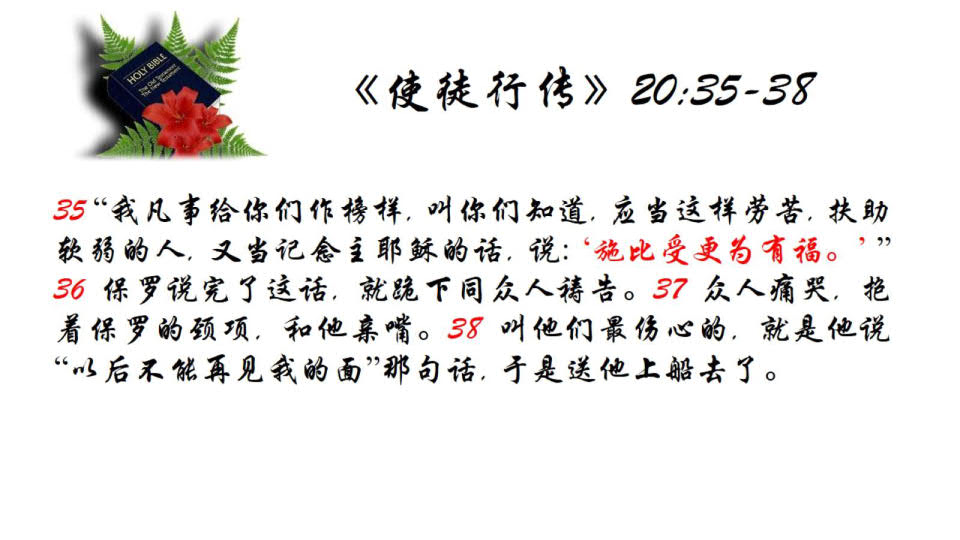 HOLY BIBLE
The Old Testament
The New Testament
《使徒行传》20:35-38
35 “我凡事给你们作榜样，叫你们知道，应当这样劳苦，扶助
软弱的人，又当记念主耶稣的话，说：‘施比受更为有福。’”
36 保罗说完了这话，就跪下同众人祷告。37 众人痛哭，抱
着保罗的颈项，和他亲嘴。38 叫他们最伤心的，就是他说
“以后不能再见我的面”那句话，于是送他上船去了。